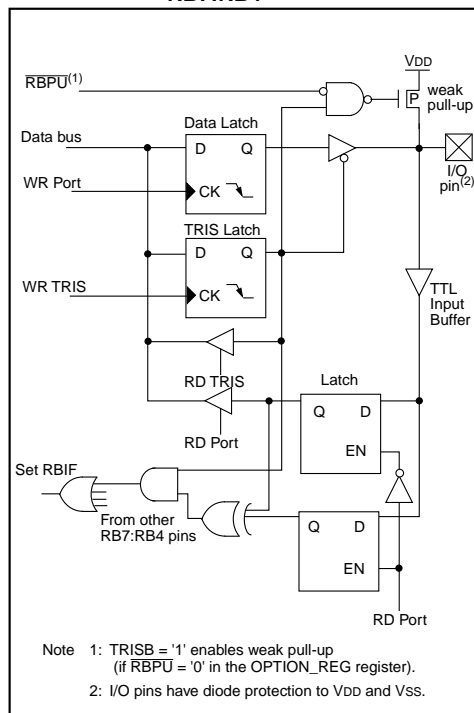 VDD
RBPU(1)
P
weak
pull-up
Data bus
Data Latch
D Q
WR Port
CK
I/O
pin(2)
TRIS Latch
D Q
WR TRIS
CK
TTL
Input
Buffer
RD TRIS
Latch
Q D
RD Port
EN
Set RBIF
From other
RB7:RB4 pins
Q D
EN
RD Port
Note 1: TRISB = '1' enables weak pull-up
(if RBPU = '0' in the OPTION_REG register).
2: I/O pins have diode protection to VDD and VSS.